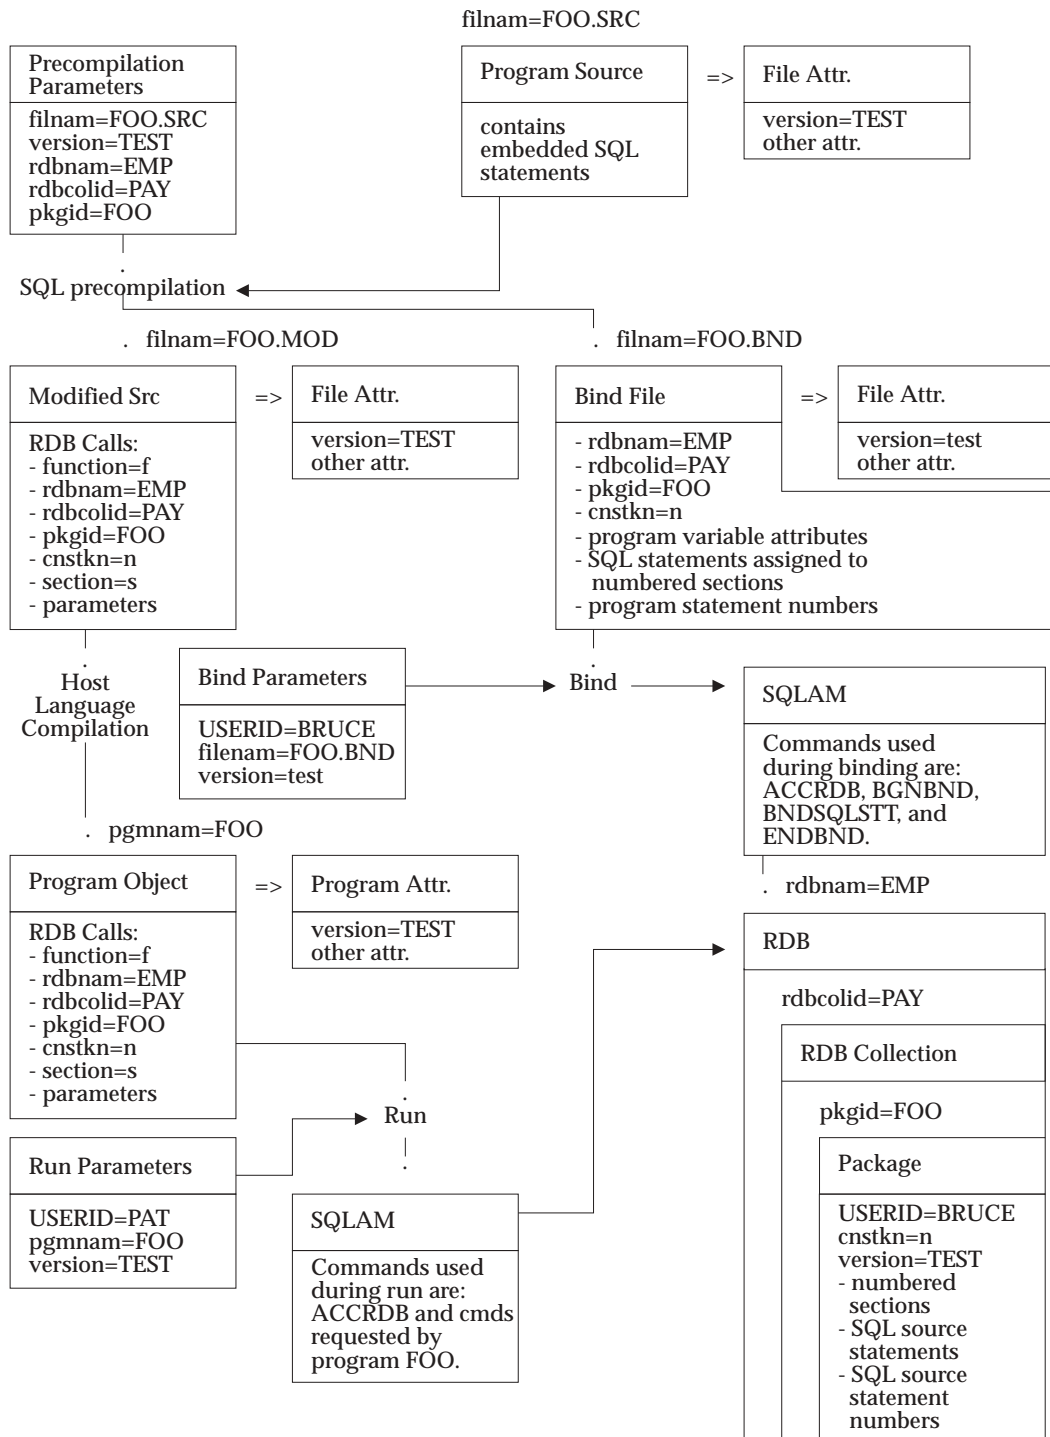 filnam=FOO.SRC
Precompilation
Parameters
filnam=FOO.SRC
version=TEST
rdbnam=EMP
rdbcolid=PAY
pkgid=FOO
Program Source
contains
embedded SQL
statements
=>
File Attr.
version=TEST
other attr.
.
SQL precompilation
. filnam=FOO.MOD
. filnam=FOO.BND
Modified Src
RDB Calls:
- function=f
- rdbnam=EMP
- rdbcolid=PAY
- pkgid=FOO
- cnstkn=n
- section=s
- parameters
=>
File Attr.
version=TEST
other attr.
Bind File
- rdbnam=EMP
- rdbcolid=PAY
- pkgid=FOO
- cnstkn=n
- program variable attributes
- SQL statements assigned to
numbered sections
- program statement numbers
=>
File Attr.
version=test
other attr.
.
Host
Language
Compilation
Bind Parameters
USERID=BRUCE
filenam=FOO.BND
version=test
.
Bind
SQLAM
Commands used
during binding are:
ACCRDB, BGNBND,
BNDSQLSTT, and
ENDBND.
. pgmnam=FOO
. rdbnam=EMP
Program Object
RDB Calls:
- function=f
- rdbnam=EMP
- rdbcolid=PAY
- pkgid=FOO
- cnstkn=n
- section=s
- parameters
=>
Program Attr.
version=TEST
other attr.
.
Run
.
Run Parameters
USERID=PAT
pgmnam=FOO
version=TEST
SQLAM
Commands used
during run are:
ACCRDB and cmds
requested by
program FOO.
RDB
rdbcolid=PAY
RDB Collection
pkgid=FOO
Package
USERID=BRUCE
cnstkn=n
version=TEST
- numbered
sections
- SQL source
statements
- SQL source
statement
numbers